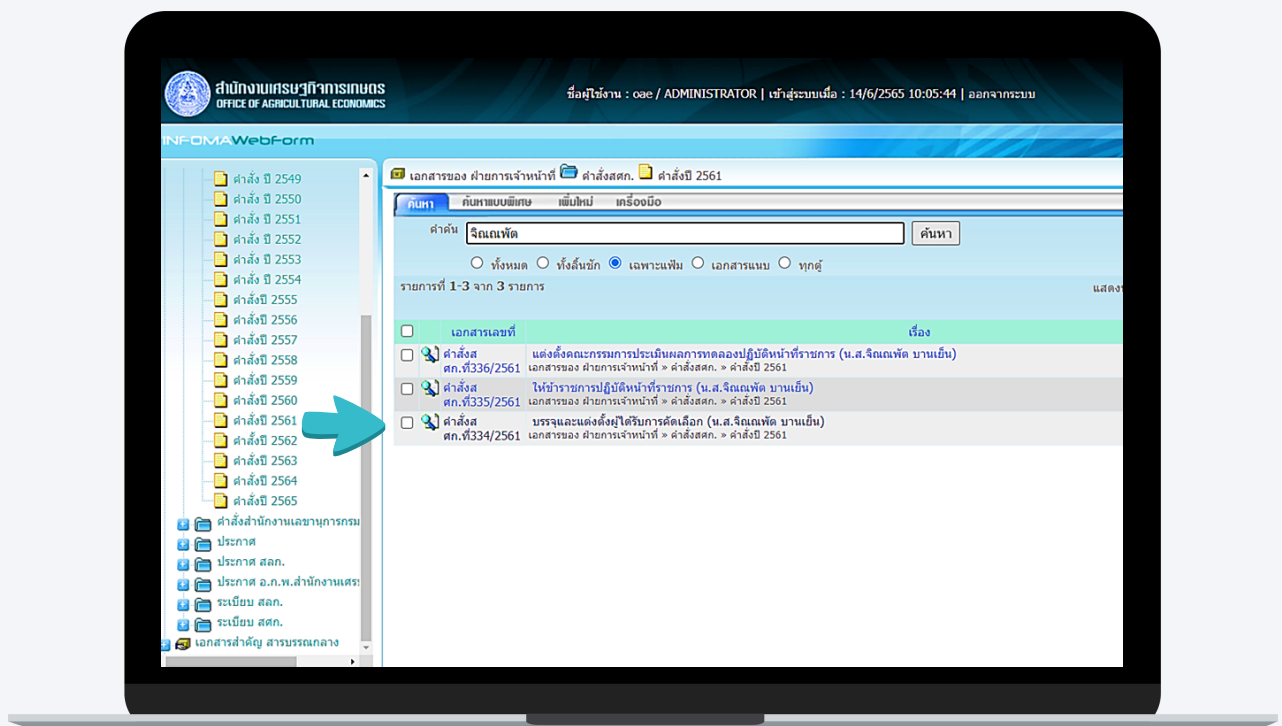 สำนักงานเศรษฐกิจการเกษตร
OFFICE OF AGRICULTURAL ECONOMICS
ชื่อผู้ใช้งาน : oae / ADMINISTRATOR | เข้าสู่ระบบเมื่อ : 14/6/2565 10:05:44 | ออกจากระบบ
INFOMAWebForm
คำสั่ง ปี 2549
คำสั่ง ปี 2550
คำสั่ง ปี 2551
คำสั่ง ปี 2552
คำสั่ง ปี 2553
คำสั่ง ปี 2554
คำสั่งปี 2555
คำสั่งปี 2556
คำสั่งปี 2557
คำสั่งปี 2558
คำสั่งปี 2559
คำสั่งปี 2560
คำสั่งปี 2561
คำสั่งปี 2562
คำสั่งปี 2563
คำสั่งปี 2564
คำสั่งปี 2565
คำสั่งสำนักงานเลขานุการกรม
ประกาศ
ประกาศ สลก.
ประกาศ อ.ก.พ.สำนักงานเศร
ระเบียบ สลก.
ระเบียบ สศก.
เอกสารสำคัญ สารบรรณกลาง
เอกสารของ ฝ่ายการเจ้าหน้าที่ คำสั่งสศก. คำสั่งปี 2561
ค้นหา ค้นหาแบบพิเศษ เพิ่มใหม่ เครื่องมือ
คำค้น จิณณพัต ค้นหา
ทั้งหมด ทั้งลิ้นชัก เฉพาะแฟ้ม เอกสารแนบ ทุกตู้
รายการที่ 1-3 จาก 3 รายการ
แสดง
เอกสารเลขที่ เรื่อง
คำสั่งส แต่งตั้งคณะกรรมการประเมินผลการทดลองปฏิบัติหน้าที่ราชการ (น.ส.จิณณพัต บานเย็น)
ศก.ที่336/2561 เอกสารของ ฝ่ายการเจ้าหน้าที่ » คำสั่งสศก. » คำสั่งปี 2561
คำสั่งส ให้ข้าราชการปฏิบัติหน้าที่ราชการ (น.ส.จิณณพัต บานเย็น)
ศก.ที่335/2561 เอกสารของ ฝ่ายการเจ้าหน้าที่ » คำสั่งสศก. » คำสั่งปี 2561
คำสั่งส บรรจุและแต่งตั้งผู้ได้รับการคัดเลือก (น.ส.จิณณพัต บานเย็น)
ศก.ที่334/2561 เอกสารของ ฝ่ายการเจ้าหน้าที่ » คำสั่งสศก. » คำสั่งปี 2561